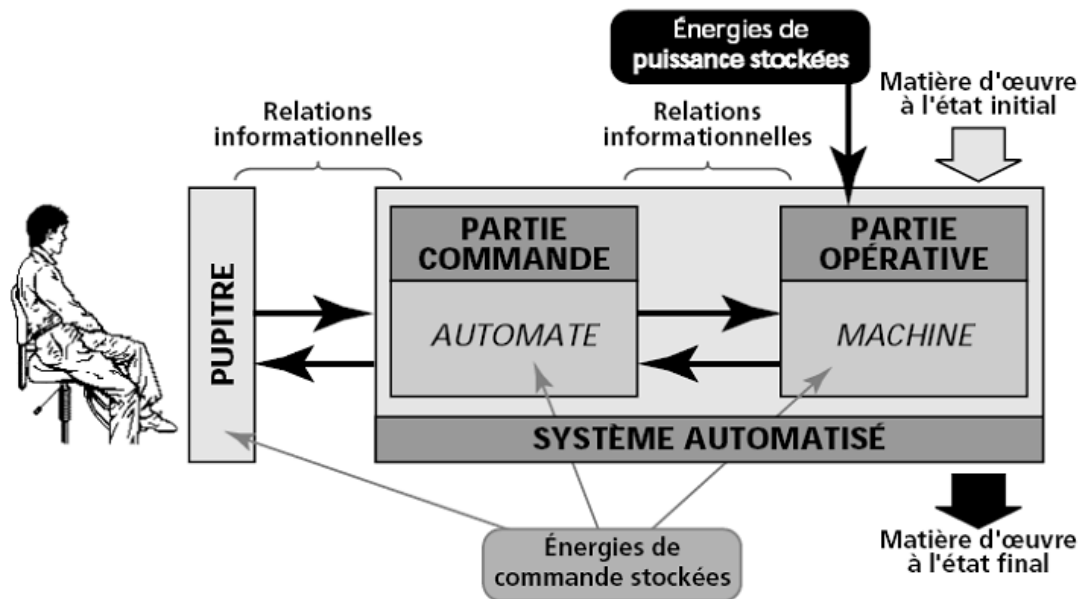 Énergies de
puissance stockées
Matière d'œuvre
à l'état initial
Relations
informationnelles
Relations
informationnelles
PUPITRE
PARTIE
COMMANDE
AUTOMATE
PARTIE
OPÉRATIVE
MACHINE
SYSTÈME AUTOMATISÉ
Énergies de
commande stockées
Matière d'œuvre
à l'état final